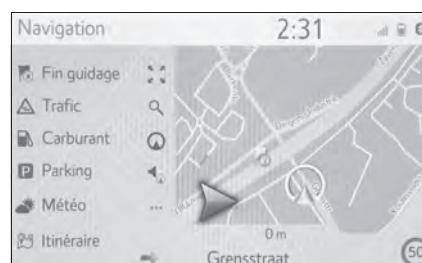 Navigation
2:31
Fin guidage
Trafic
Carburant
P
Parking
Météo
...
Itinéraire
0 m
Grensstraat
50